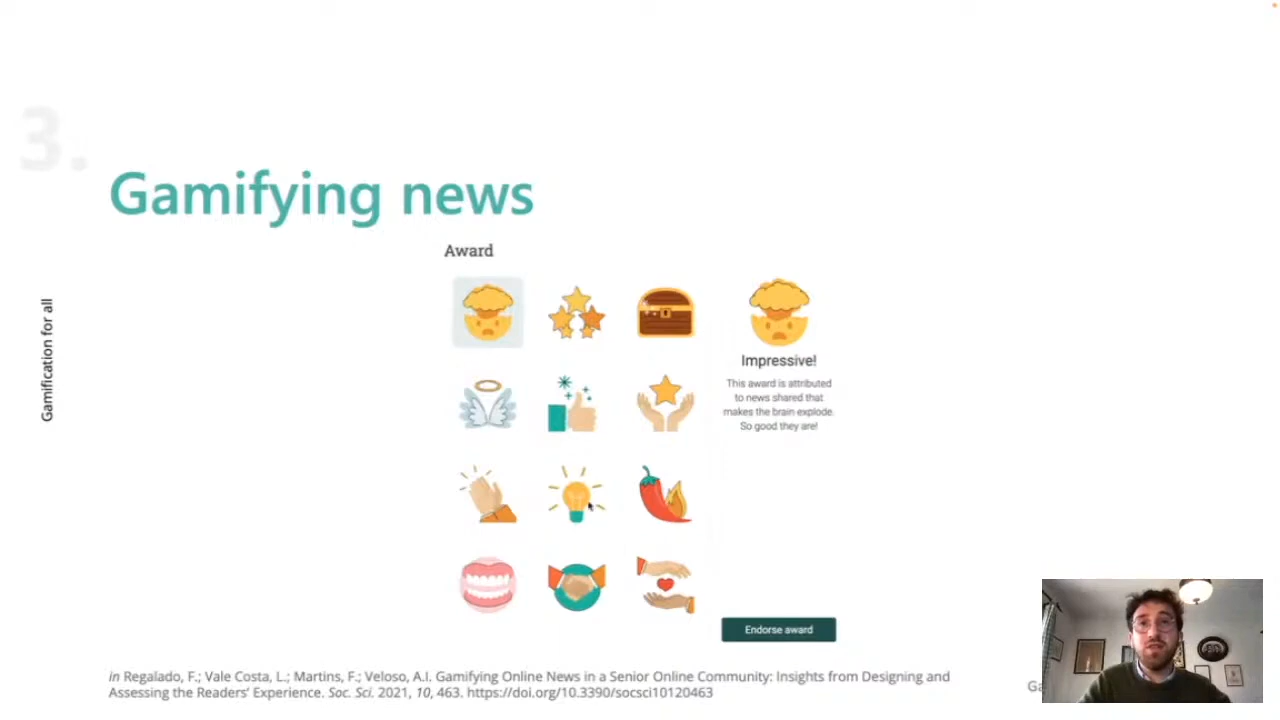 3.
Gamifying news
Gamification for all
Award
Impressive!
This award is attributed
to news shared that
makes the brain explode.
So good they are!
Endorse award
in Regalado, F.; Vale Costa, L.; Martins, F.; Veloso, A.I. Gamifying Online News in a Senior Online Community: Insights from Designing and
Assessing the Readers' Experience. Soc. Sci. 2021, 10, 463. https://doi.org/10.3390/socsci10120463